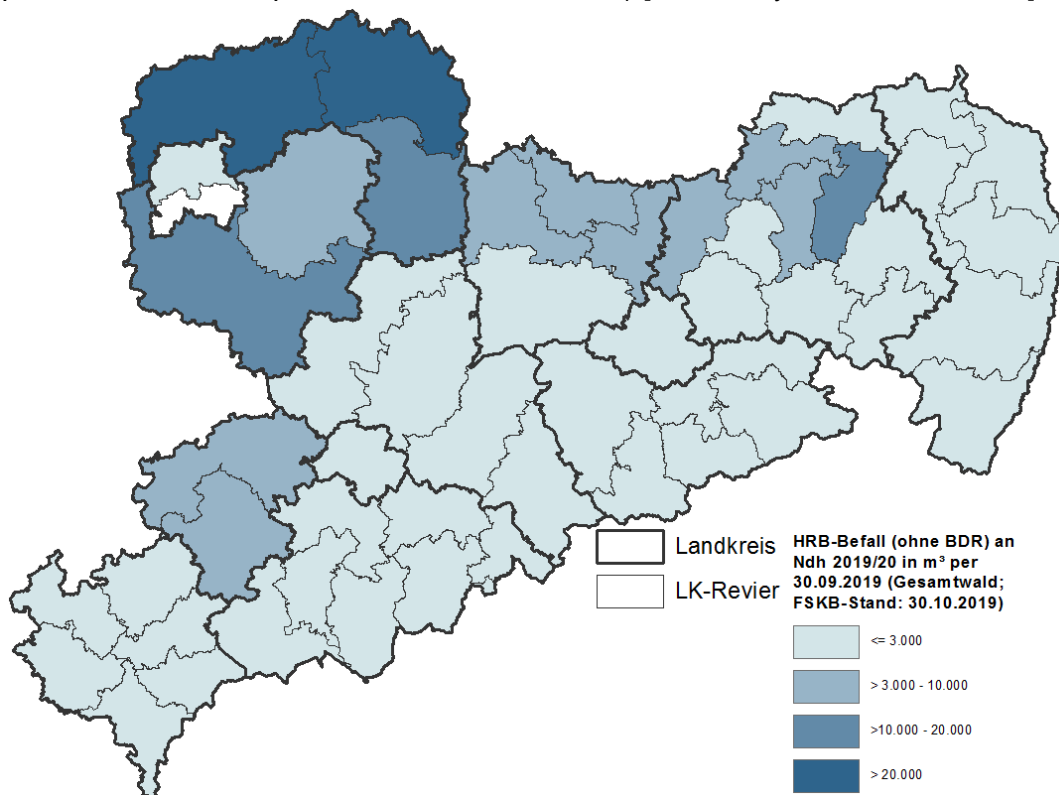 Landkreis
LK-Revier
HRB-Befall (ohne BDR) an
Ndh 2019/20 in m³ per
30.09.2019 (Gesamtwald;
FSKB-Stand: 30.10.2019)
<= 3.000
> 3.000 - 10.000
>10.000 - 20.000
> 20.000